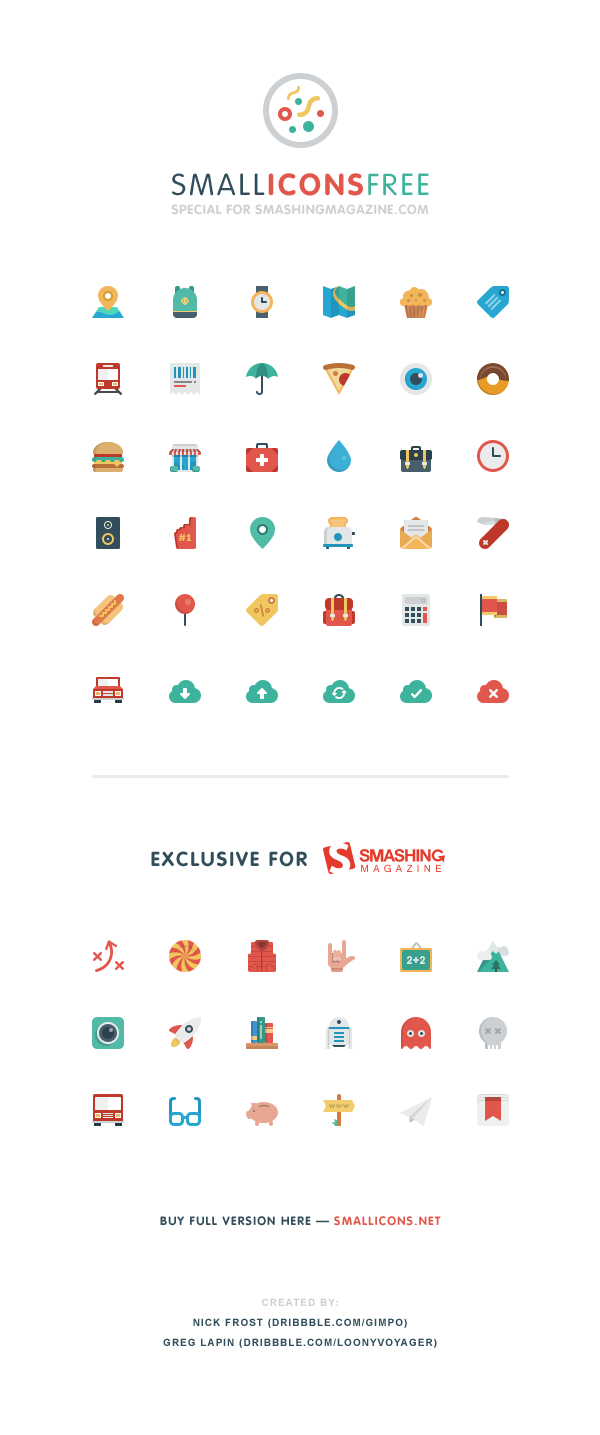 SMALLICONSFREE
SPECIAL FOR SMASHINGMAGAZINE.COM
#1
EXCLUSIVE FOR SMASHING
MAGAZINE
2+2
WWW
BUY FULL VERSION HERE — SMALLICONS.NET
CREATED BY:
NICK FROST (DRIBBBLE.COM/GIMPO)
GREG LAPIN (DRIBBBLE.COM/LOONYVOYAGER)